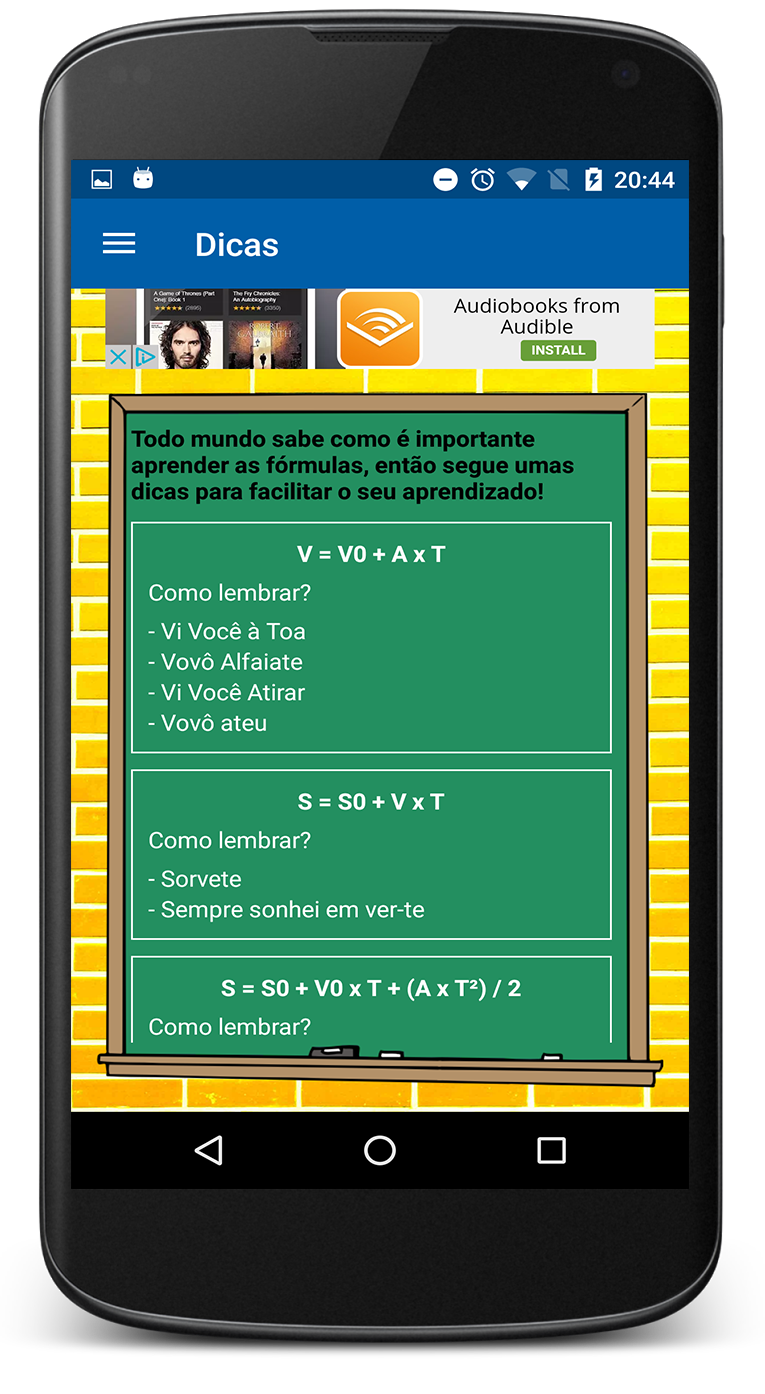 20:44
Dicas
A Game of Thrones (Part
One): Book 1
(2895)
The Fry Chronicles:
An Autobiography
(3350)
Audiobooks from
Audible
INSTALL
Todo mundo sabe como é importante
aprender as fórmulas, então segue umas
dicas para facilitar o seu aprendizado!
V = V0 + A x T
Como lembrar?
- Vi Você à Toa
- Vovô Alfaiate
- Vi Você Atirar
- Vovô ateu
S = S0 + V x T
Como lembrar?
- Sorvete
- Sempre sonhei em ver-te
S = S0 + V0 x T + (A x T²) / 2
Como lembrar?